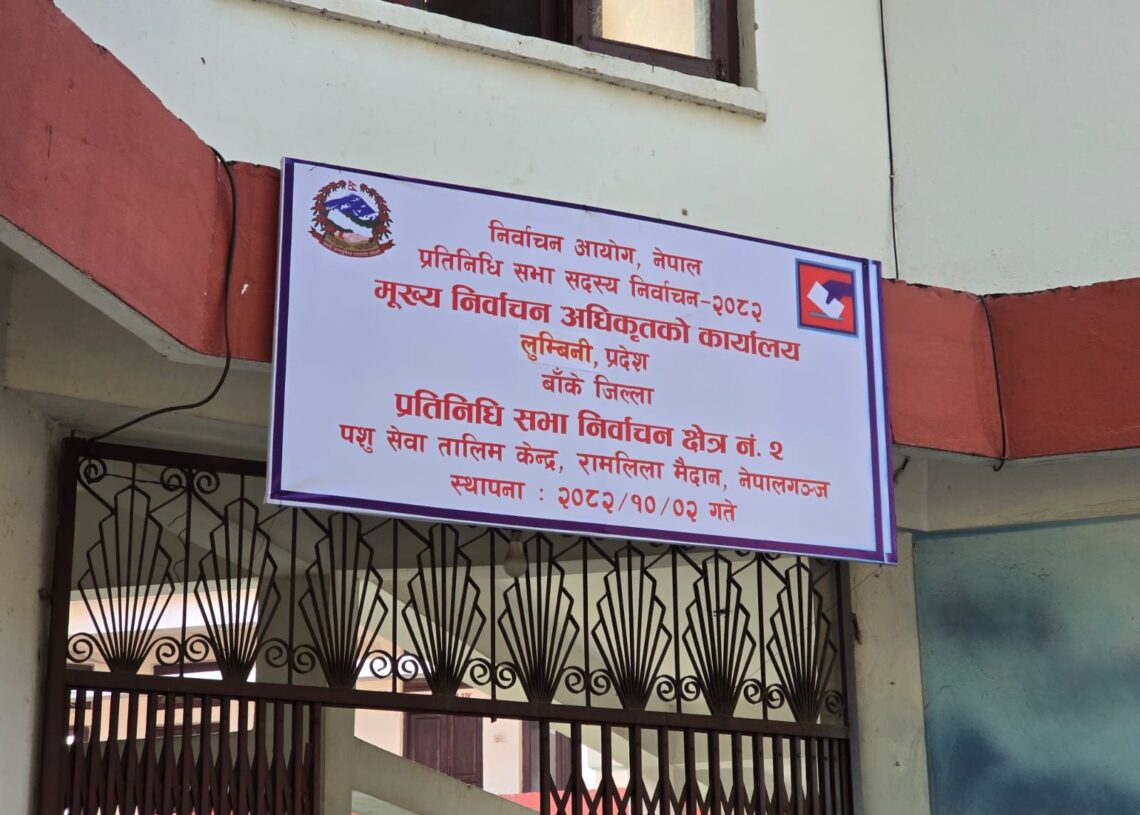 निर्वाचन आयोग, नेपाल
प्रतिनिधि सभा सदस्य निर्वाचन-२०८२
मूख्य निर्वाचन अधिकृतको कार्यालय
लुम्बिनी, प्रदेश
बाँके जिल्ला
प्रतिनिधि सभा निर्वाचन क्षेत्र नं. २
पशु सेवा तालिम केन्द्र, रामलिला मैदान, नेपालगञ्ज
स्थापना : २०८२/१०/०२ गते